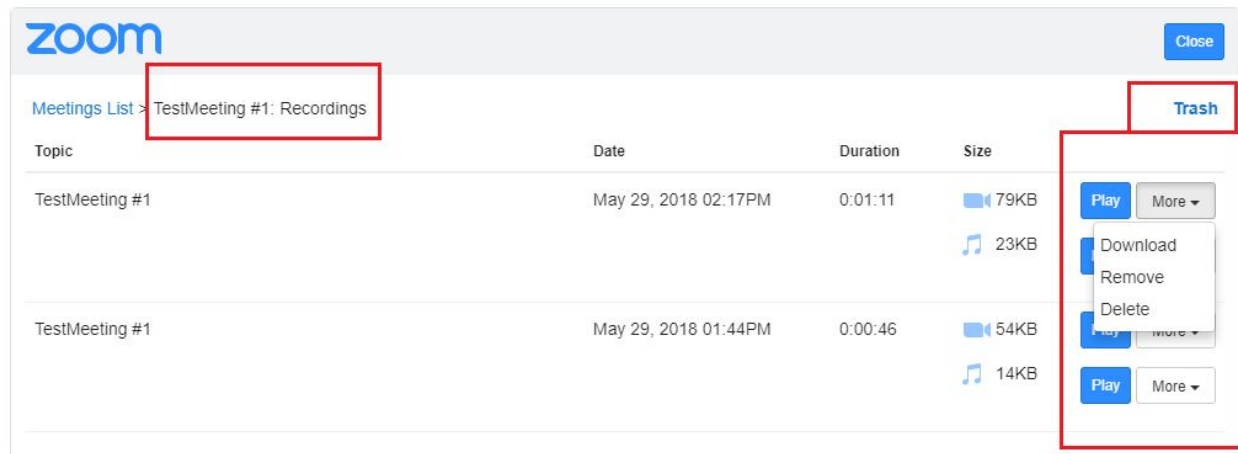 zoom
Close
Meetings List > TestMeeting #1: Recordings
Trash
Topic Date Duration Size
TestMeeting #1 May 29, 2018 02:17PM 0:01:11 79KB Play More
23KB
Download
Remove
Delete
TestMeeting #1 May 29, 2018 01:44PM 0:00:46 54KB Play More
14KB Play More